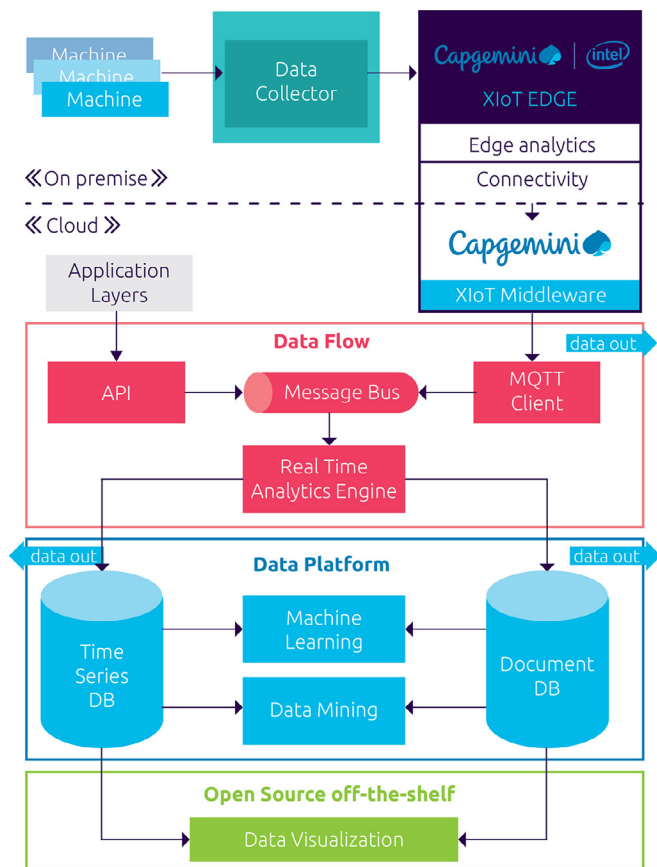 Machine
Machine
Machine
Data
Collector
Capgemini
intel
XIoT EDGE
Edge analytics
Connectivity
≪On premise≫
≪Cloud≫
Capgemini
XIoT Middleware
Application
Layers
Data Flow
data out
API
Message Bus
MQTT
Client
Real Time
Analytics Engine
data out
Data Platform
data out
Time
Series
DB
Machine
Learning
Data Mining
Document
DB
Open Source off-the-shelf
Data Visualization